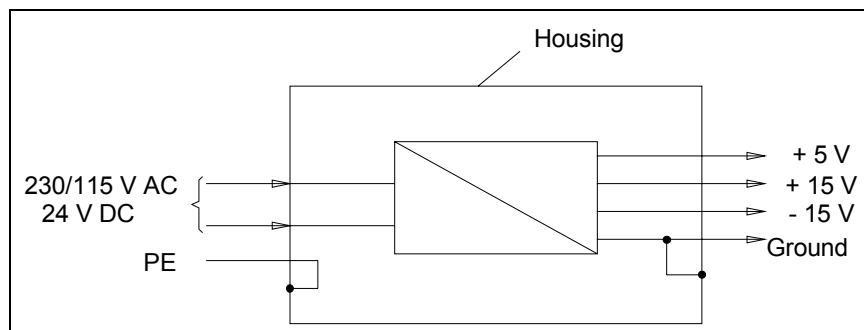 Housing
230/115 V AC
24 V DC
PE
+ 5 V
+ 15 V
- 15 V
Ground